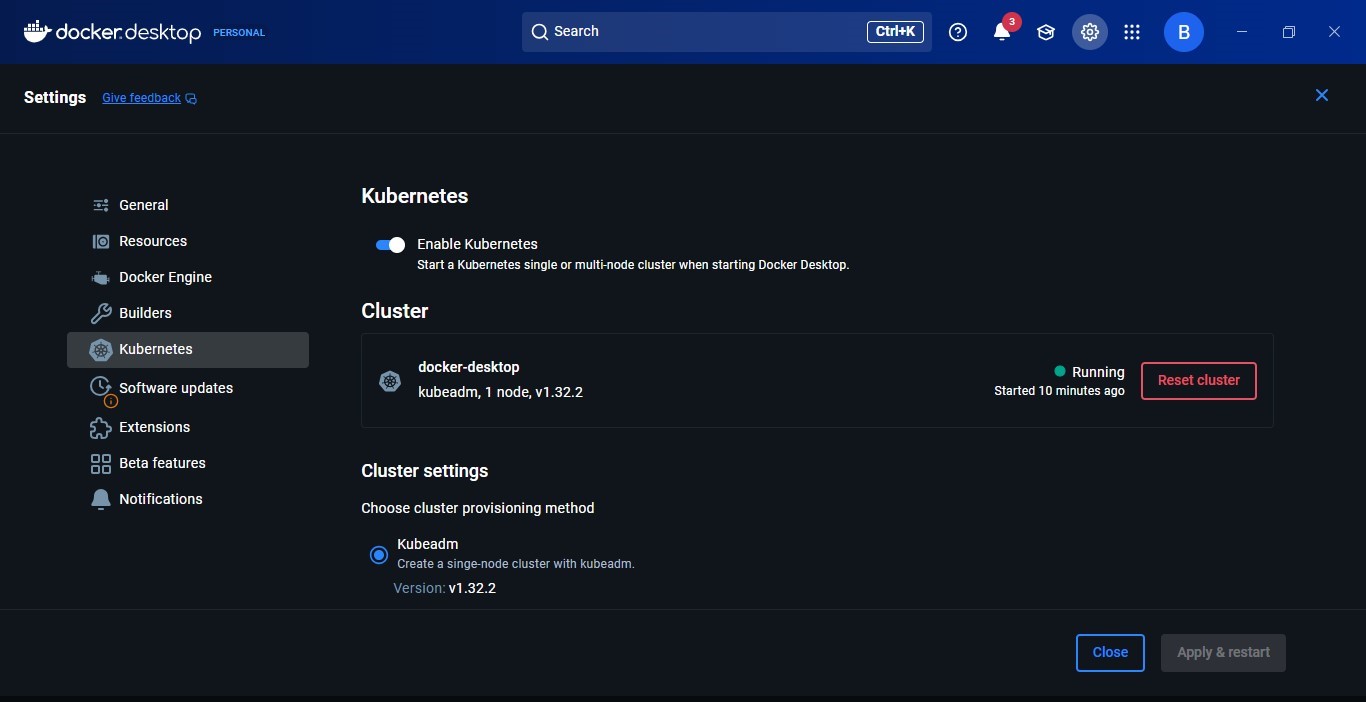 docker.desktop PERSONAL
Search
Ctrl+K
3
B
Settings
Give feedback
General
Resources
Docker Engine
Builders
Kubernetes
Software updates
Extensions
Beta features
Notifications
Kubernetes
Enable Kubernetes
Start a Kubernetes single or multi-node cluster when starting Docker Desktop.
Cluster
docker-desktop
kubeadm, 1 node, v1.32.2
Running
Started 10 minutes ago
Reset cluster
Cluster settings
Choose cluster provisioning method
Kubeadm
Create a singe-node cluster with kubeadm.
Version: v1.32.2
Close
Apply & restart